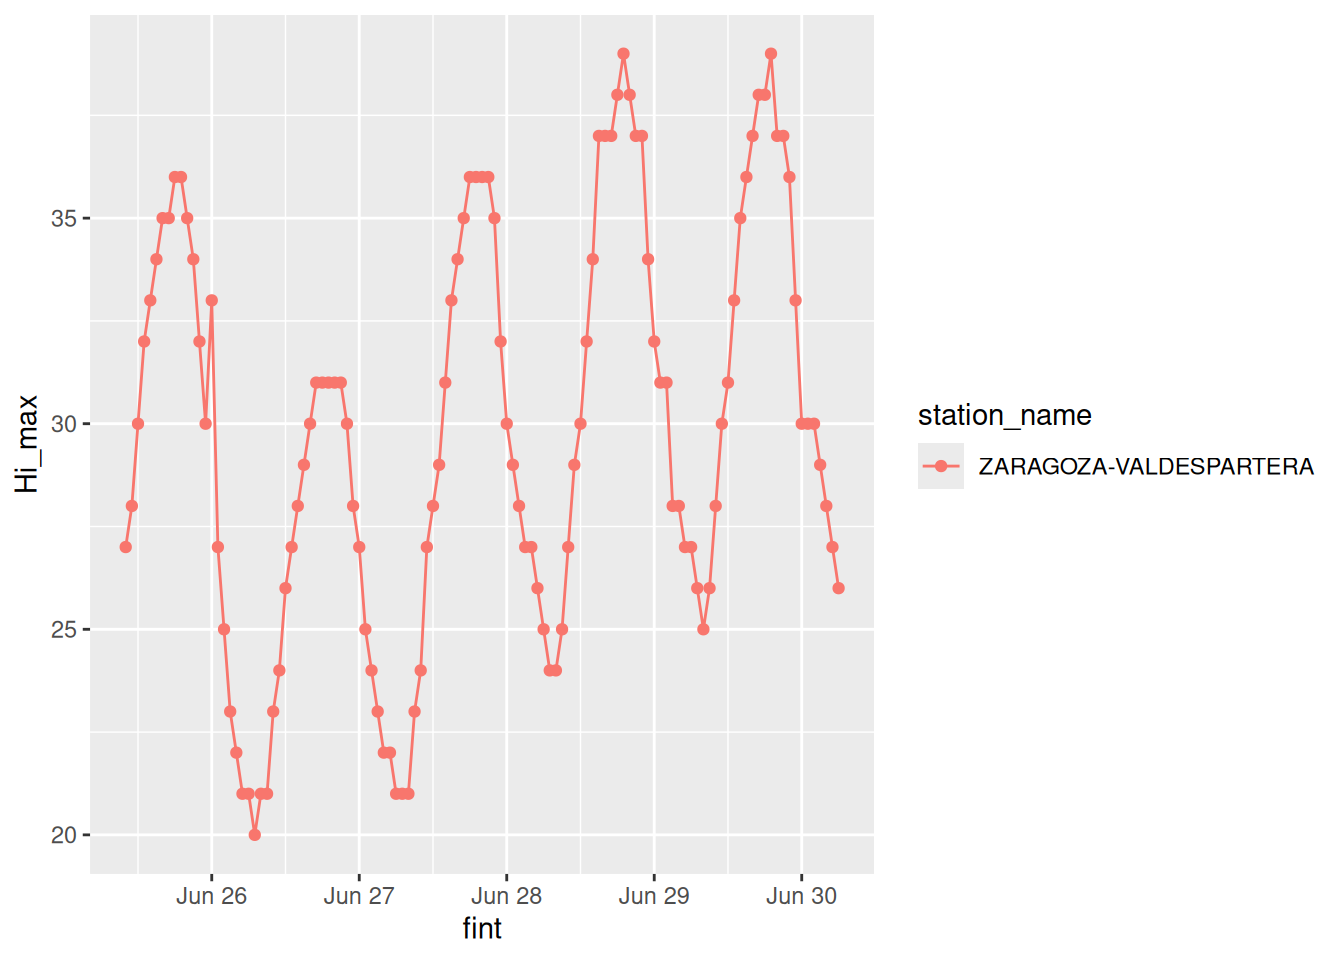 Hi_max
35
30
25
20
Jun 26
Jun 27
Jun 28
Jun 29
Jun 30
fint
station_name
ZARAGOZA-VALDESPARTERA